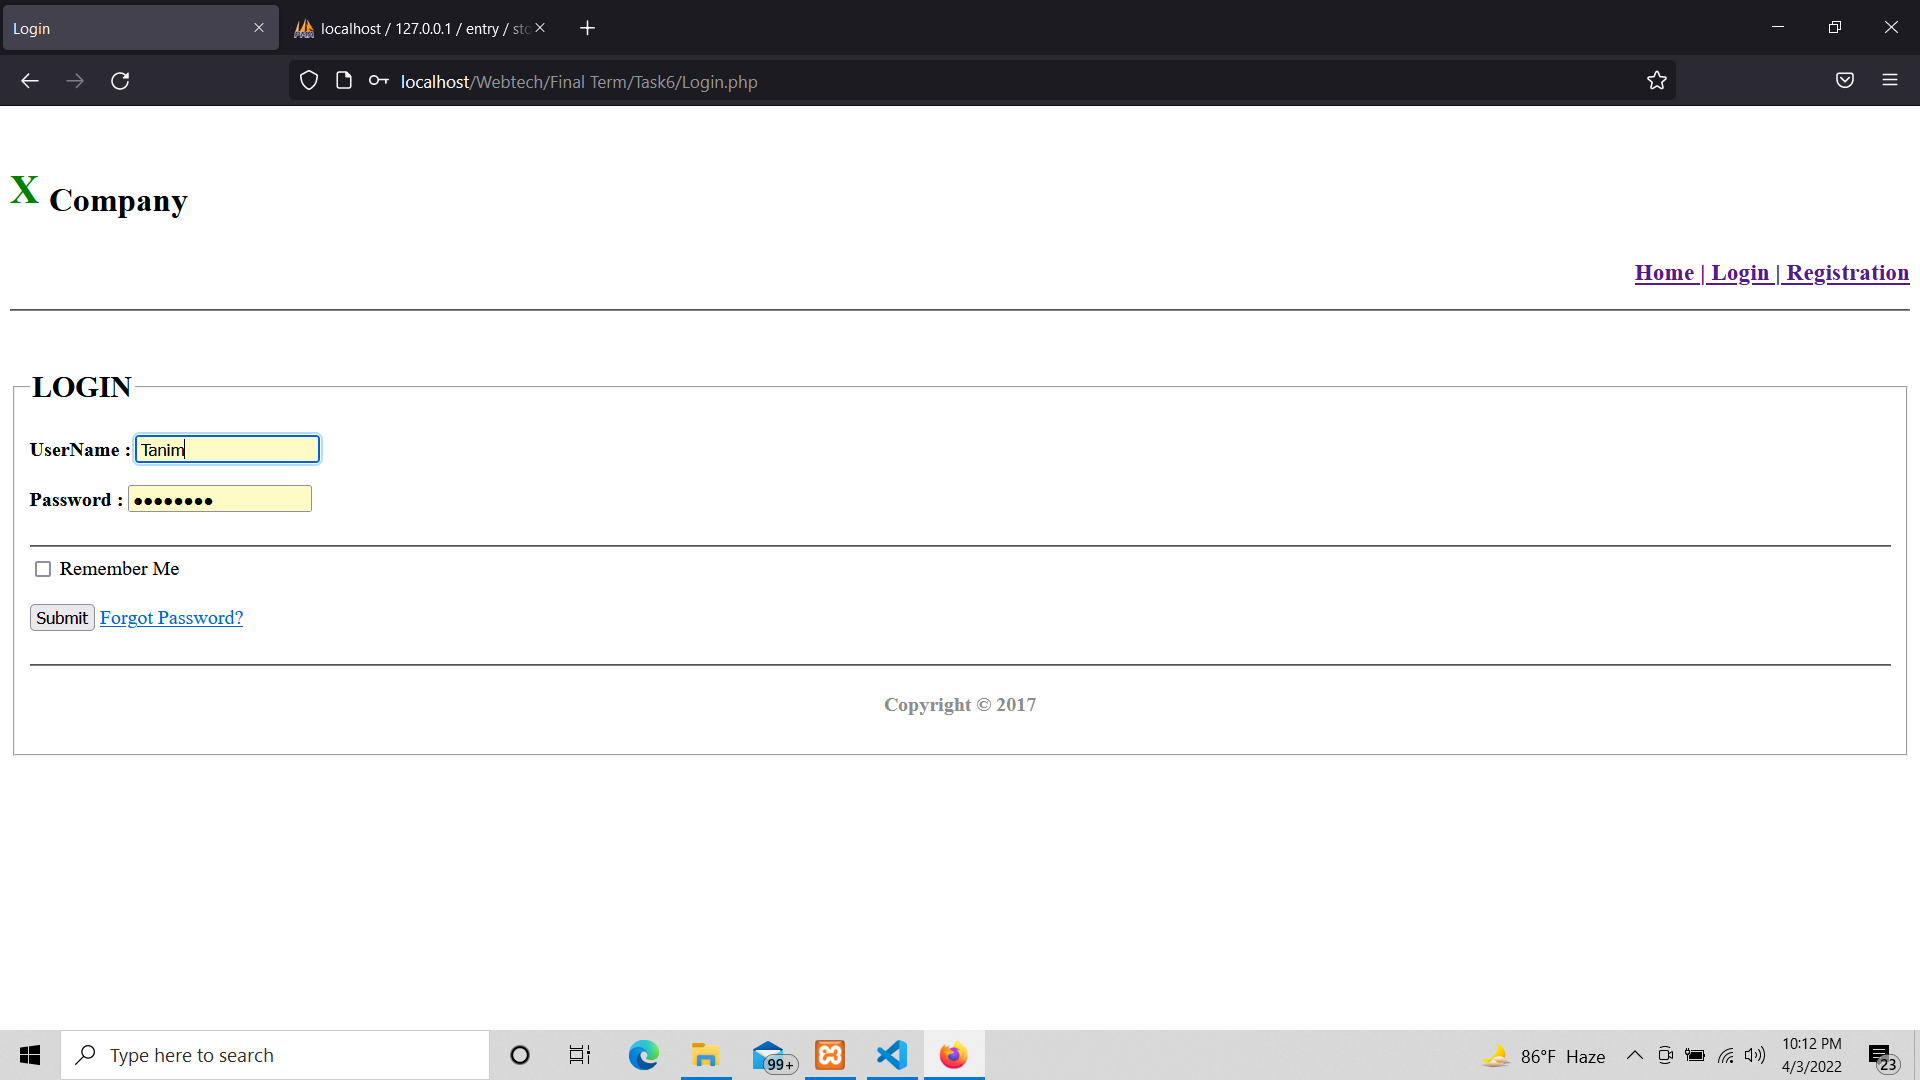 Login
localhost / 127.0.0.1 / entry / sto
localhost/Webtech/Final Term/Task6/Login.php
X Company
Home | Login | Registration
LOGIN
UserName : Tanim
Password : ●●●●●●●●
Remember Me
Submit Forgot Password?
Copyright © 2017
Type here to search
99+
86°F Haze
10:12 PM
4/3/2022
23